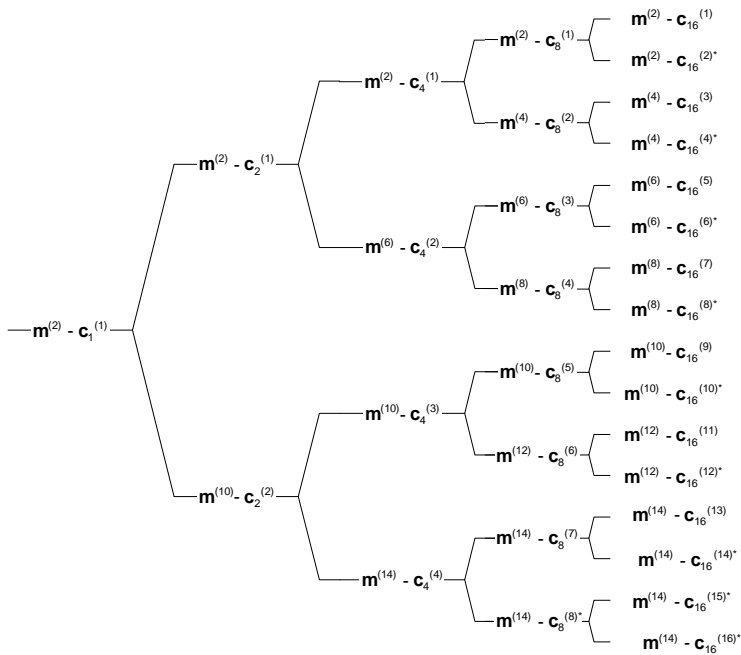 m⁽²⁾ - c₁₆⁽¹⁾
m⁽²⁾ - c₈⁽¹⁾
m⁽²⁾ - c₁₆⁽²⁾*
m⁽²⁾ - c₄⁽¹⁾
m⁽⁴⁾ - c₁₆⁽³⁾
m⁽⁴⁾ - c₈⁽²⁾
m⁽⁴⁾ - c₁₆⁽⁴⁾*
m⁽²⁾ - c₂⁽¹⁾
m⁽⁶⁾ - c₁₆⁽⁵⁾
m⁽⁶⁾ - c₈⁽³⁾
m⁽⁶⁾ - c₁₆⁽⁶⁾*
m⁽⁶⁾ - c₄⁽²⁾
m⁽⁸⁾ - c₁₆⁽⁷⁾
m⁽⁸⁾ - c₈⁽⁴⁾
m⁽⁸⁾ - c₁₆⁽⁸⁾*
m⁽²⁾ - c₁⁽¹⁾
m⁽¹⁰⁾ - c₁₆⁽⁹⁾
m⁽¹⁰⁾ - c₈⁽⁵⁾
m⁽¹⁰⁾ - c₁₆⁽¹⁰⁾*
m⁽¹⁰⁾ - c₄⁽³⁾
m⁽¹²⁾ - c₁₆⁽¹¹⁾
m⁽¹²⁾ - c₈⁽⁶⁾
m⁽¹²⁾ - c₁₆⁽¹²⁾*
m⁽¹⁰⁾ - c₂⁽²⁾
m⁽¹⁴⁾ - c₁₆⁽¹³⁾
m⁽¹⁴⁾ - c₈⁽⁷⁾
m⁽¹⁴⁾ - c₁₆⁽¹⁴⁾*
m⁽¹⁴⁾ - c₄⁽⁴⁾
m⁽¹⁴⁾ - c₁₆⁽¹⁵⁾*
m⁽¹⁴⁾ - c₈⁽⁸⁾*
m⁽¹⁴⁾ - c₁₆⁽¹⁶⁾*